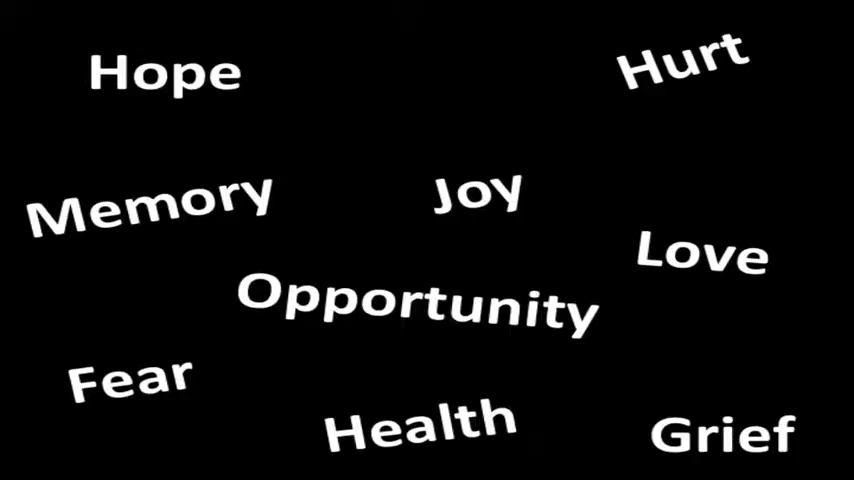 Hope
Hurt
Memory
Joy
Love
Opportunity
Fear
Health
Grief